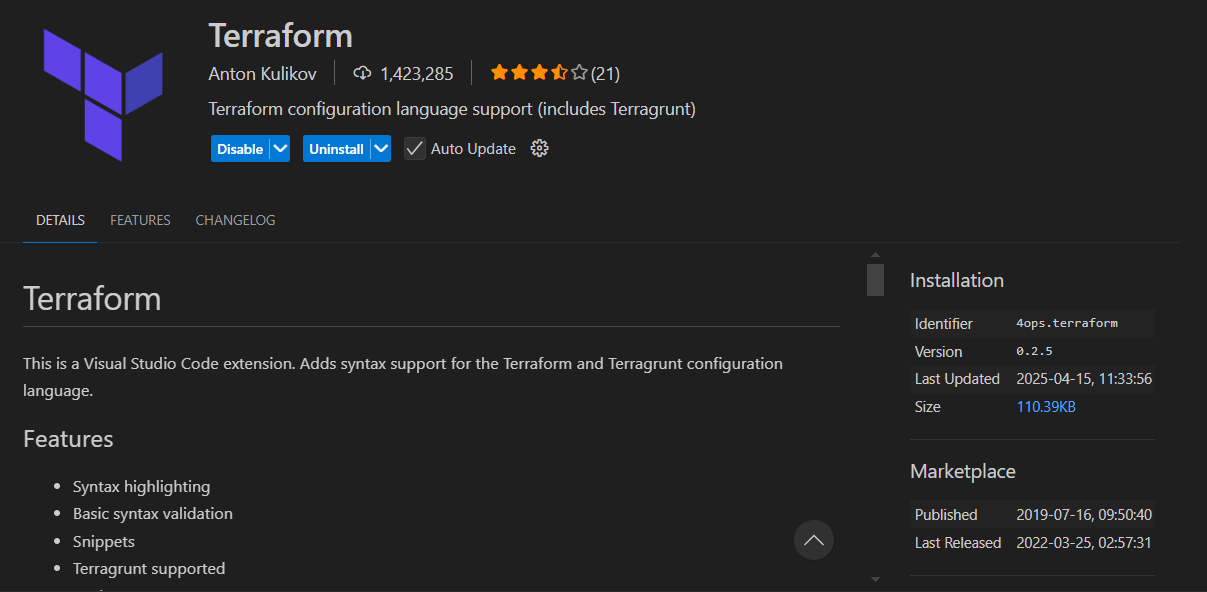 Terraform
Anton Kulikov 1,423,285 (21)
Terraform configuration language support (includes Terragrunt)
Disable Uninstall Auto Update
DETAILS FEATURES CHANGELOG
Terraform
This is a Visual Studio Code extension. Adds syntax support for the Terraform and Terragrunt configuration
language.
Features
Syntax highlighting
Basic syntax validation
Snippets
Terragrunt supported
Installation
Identifier 4ops.terraform
Version 0.2.5
Last Updated 2025-04-15, 11:33:56
Size 110.39KB
Marketplace
Published 2019-07-16, 09:50:40
Last Released 2022-03-25, 02:57:31